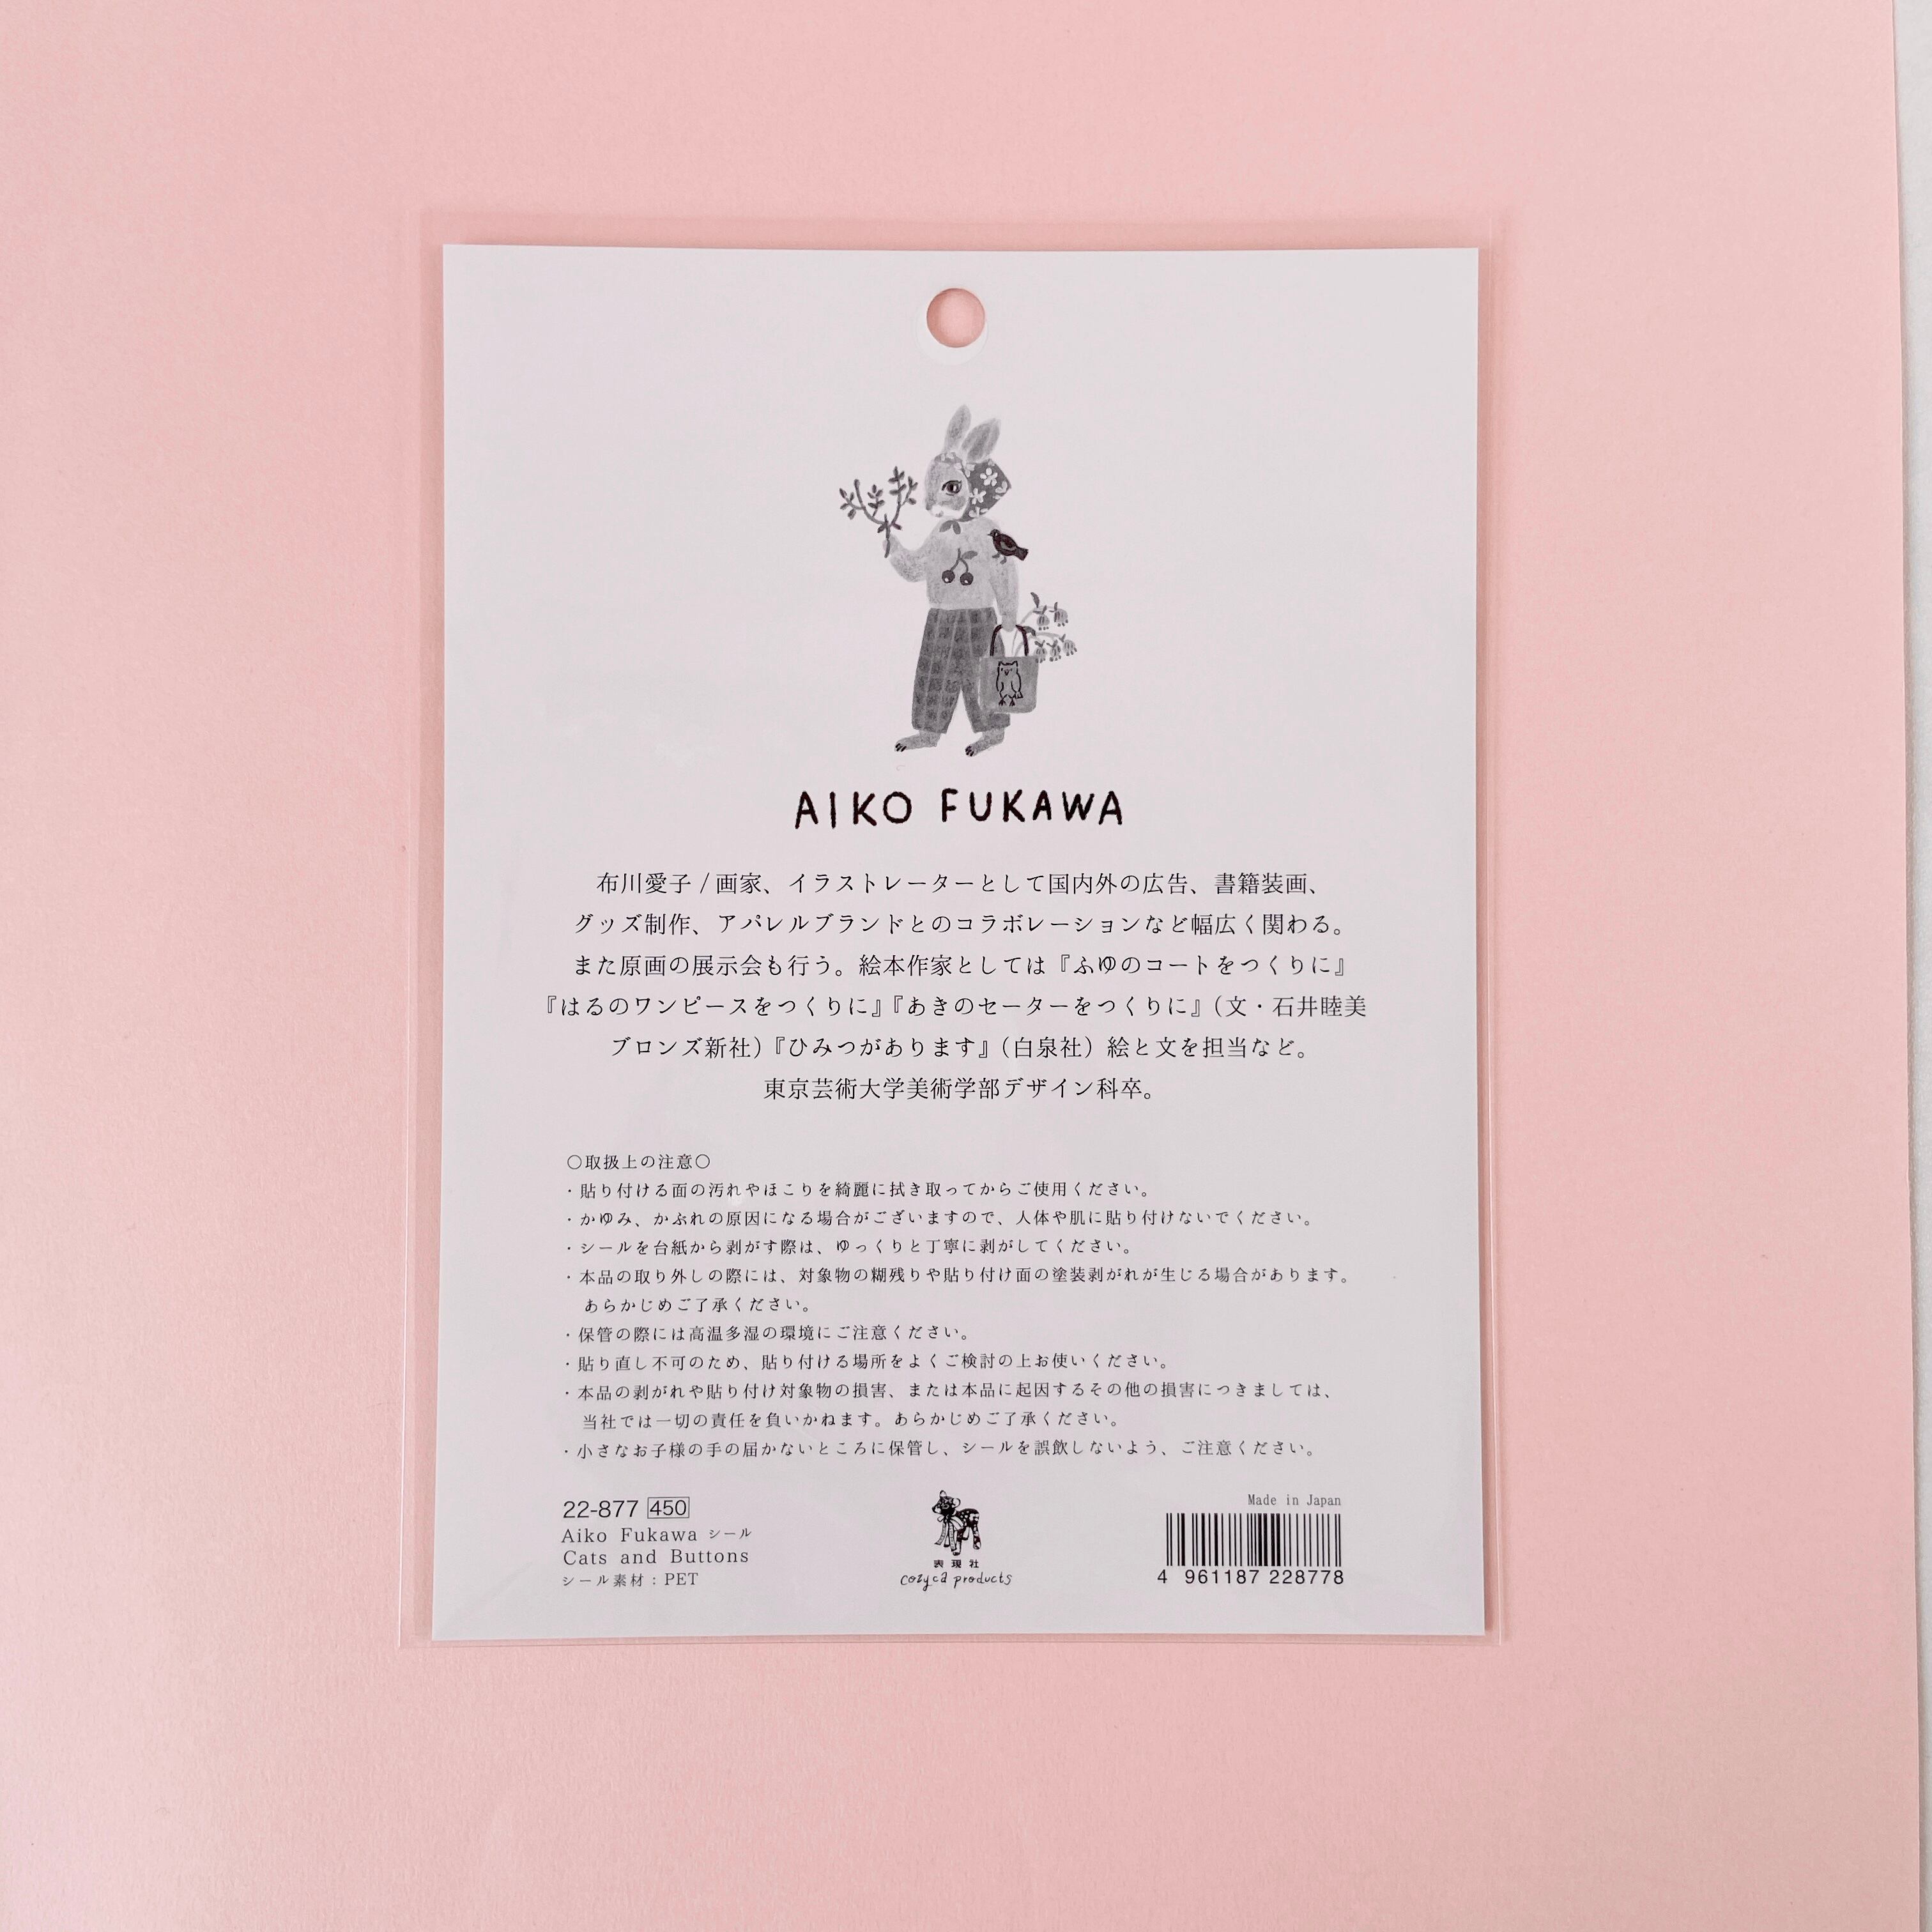 AIKO FUKAWA
布川愛子 / 画家、イラストレーターとして国内外の広告、書籍装画、
グッズ制作、アパレルブランドとのコラボレーションなど幅広く関わる。
また原画の展示会も行う。絵本作家としては『ふゆのコートをつくりに』
『はるのワンピースをつくりに』『あきのセーターをつくりに』(文・石井睦美
ブロンズ新社)『ひみつがあります』(白泉社)絵と文を担当など。
東京芸術大学美術学部デザイン科卒。
○取扱上の注意○
・貼り付ける面の汚れやほこりを綺麗に拭き取ってからご使用ください。
・かゆみ、かぶれの原因になる場合がございますので、人体や肌に貼り付けないでください。
・シールを台紙から剥がす際は、ゆっくりと丁寧に剥がしてください。
・本品の取り外しの際には、対象物の糊残りや貼り付け面の塗装剥がれが生じる場合があります。
あらかじめご了承ください。
・保管の際には高温多湿の環境にご注意ください。
・貼り直し不可のため、貼り付ける場所をよくご検討の上お使いください。
・本品の剥がれや貼り付け対象物の損害、または本品に起因するその他の損害につきましては、
当社では一切の責任を負いかねます。あらかじめご了承ください。
・小さなお子様の手の届かないところに保管し、シールを誤飲しないよう、ご注意ください。
22-877 450
Aiko Fukawa シール
Cats and Buttons
シール素材：PET
表現社
cozyca products
Made in Japan
4 961187 228778